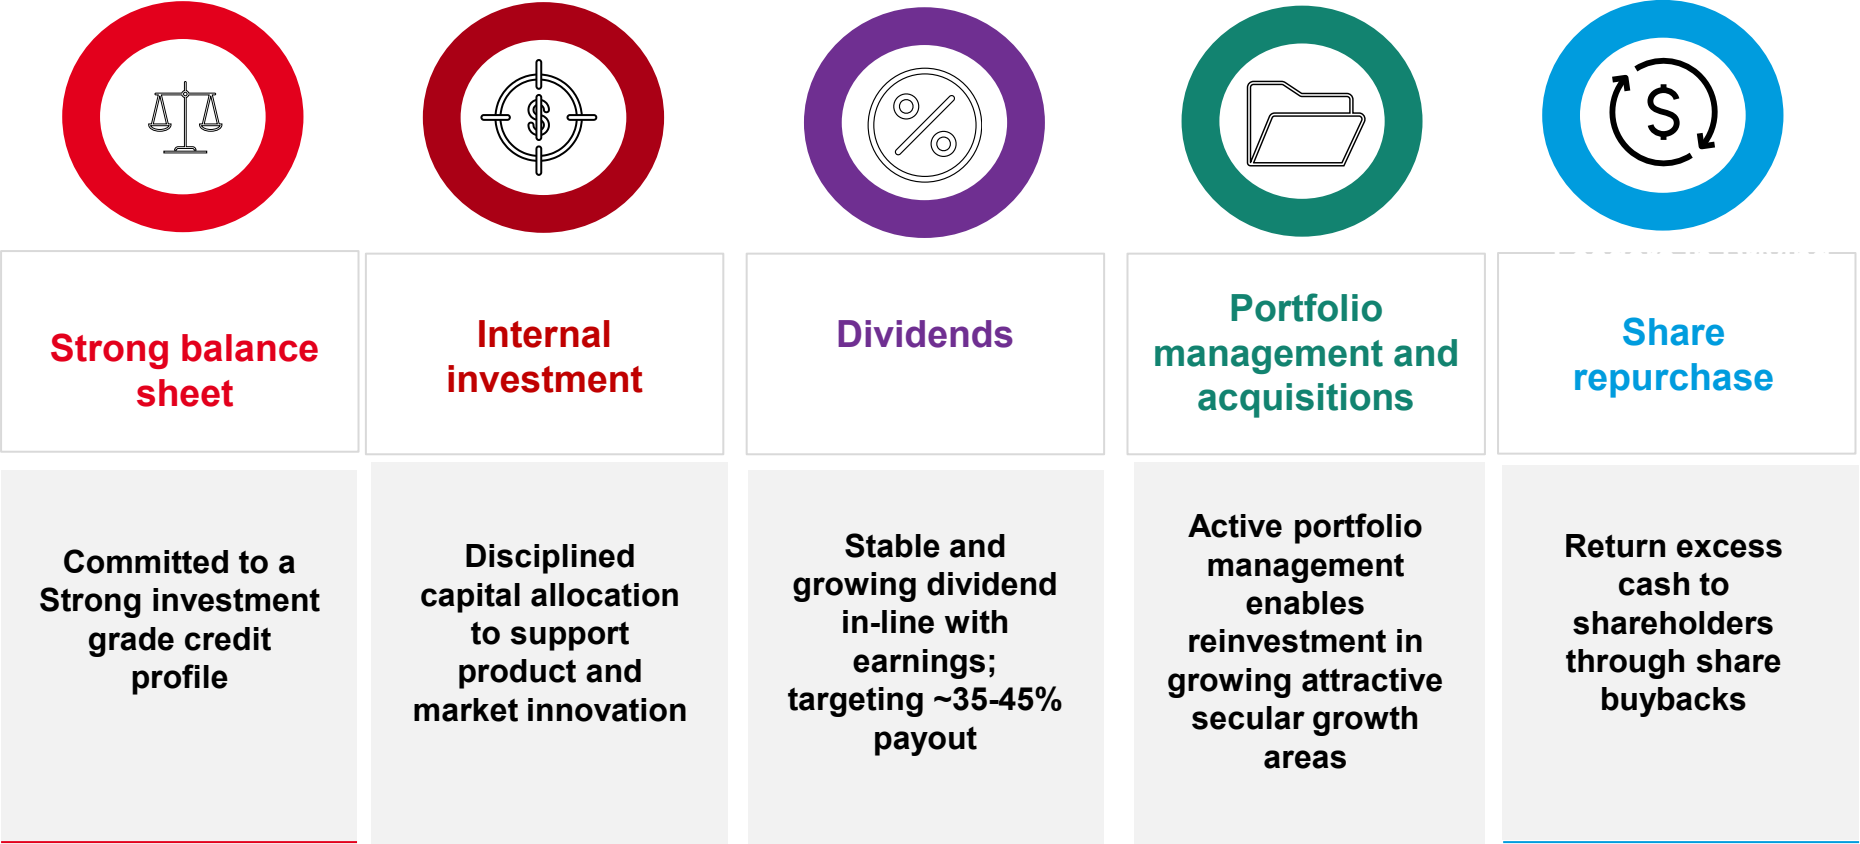 Strong balance
sheet
Internal
investment
Dividends
Portfolio
management and
acquisitions
Share
repurchase
Committed to a
Strong investment
grade credit
profile
Disciplined
capital allocation
to support
product and
market innovation
Stable and
growing dividend
in-line with
earnings;
targeting ~35-45%
payout
Active portfolio
management
enables
reinvestment in
growing attractive
secular growth
areas
Return excess
cash to
shareholders
through share
buybacks